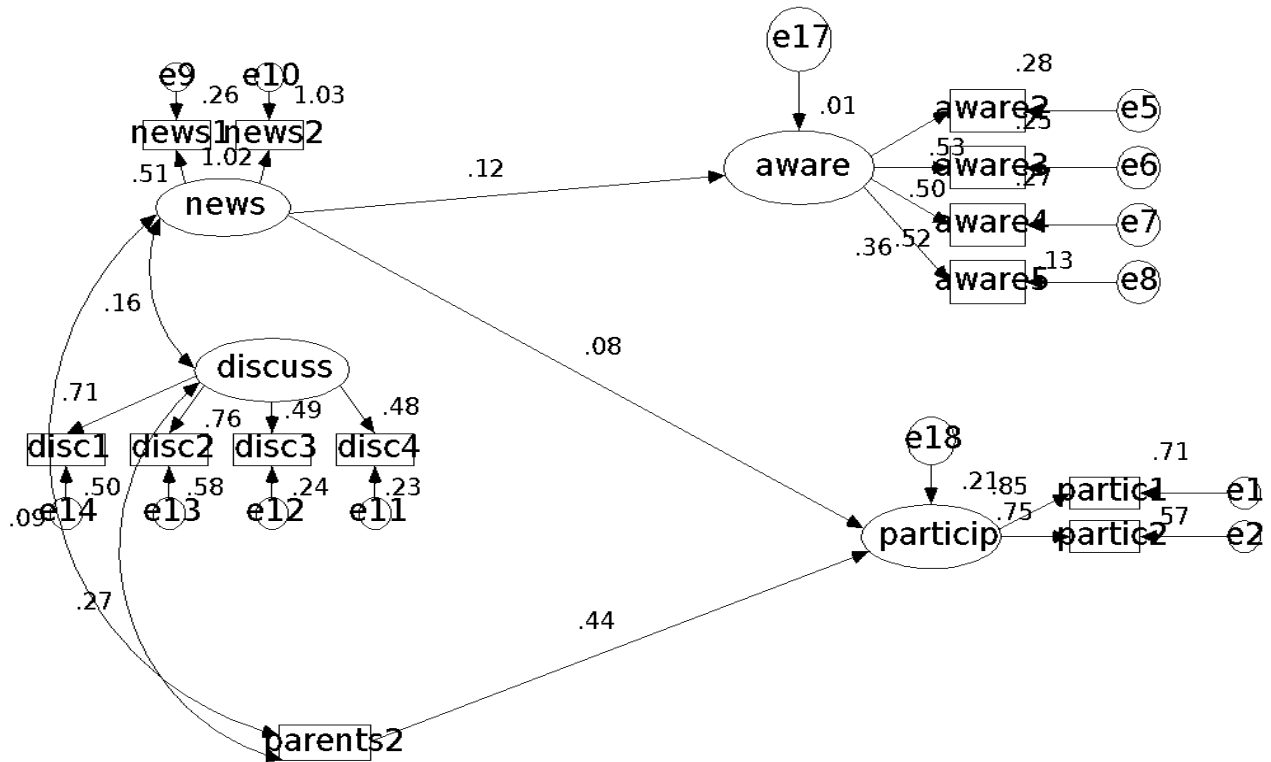 e17
e9 e10
.28
.26 1.03
.01
aware2
e5
news1 news2
.25
1.02
.53
aware
aware3
e6
.51
.12
.27
news
.50
aware4
e7
.36 .52
.13
aware5
e8
.16
.08
discuss
.71
.76 .49 .48
disc1 disc2 disc3 disc4
e18
.71
.50 .58 .24 .23
.21 .85
partic1
e1
.09
e14 e13 e12 e11
.75
.57
particip
partic2
e2
.27
.44
parents2